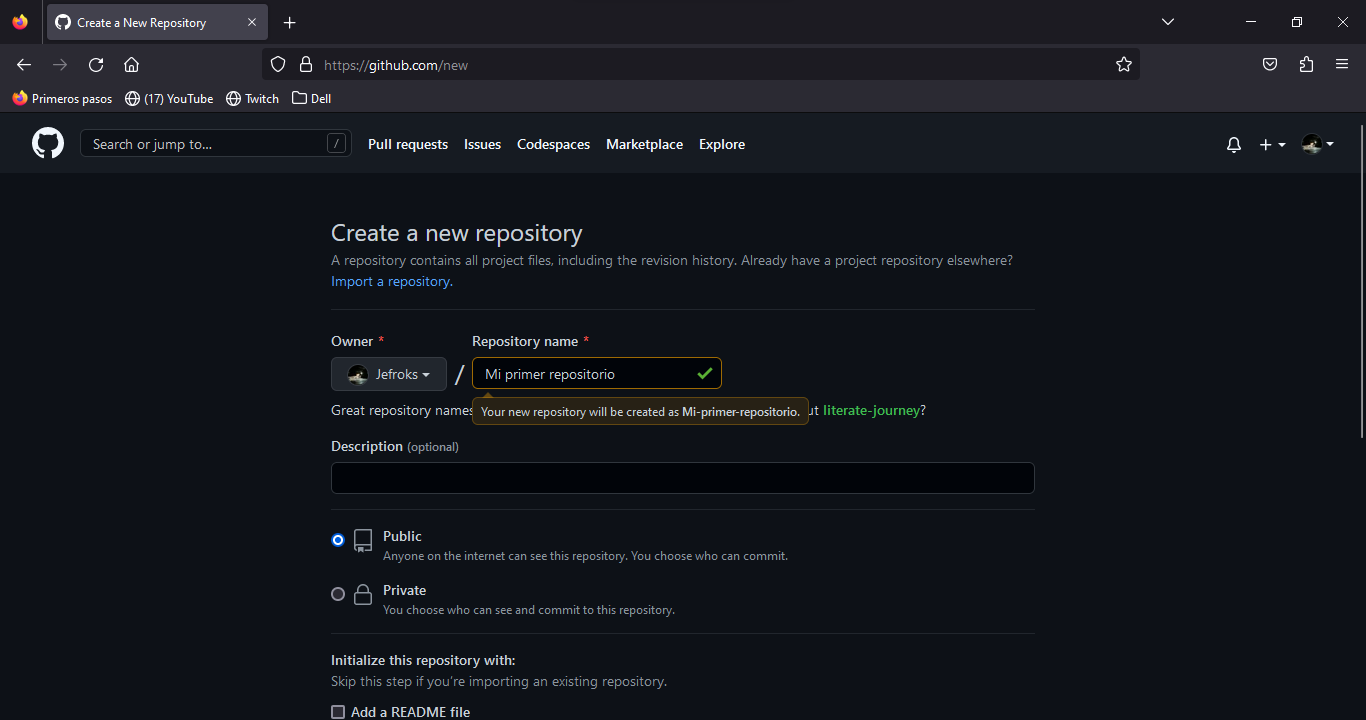 Create a New Repository
https://github.com/new
Primeros pasos (17) YouTube Twitch Dell
Search or jump to... / Pull requests Issues Codespaces Marketplace Explore
Create a new repository
A repository contains all project files, including the revision history. Already have a project repository elsewhere?
Import a repository.
Owner * Repository name *
Jefroks / Mi primer repositorio
Great repository names
Your new repository will be created as Mi-primer-repositorio.
literate-journey?
Description (optional)
Public
Anyone on the internet can see this repository. You choose who can commit.
Private
You choose who can see and commit to this repository.
Initialize this repository with:
Skip this step if you're importing an existing repository.
Add a README file